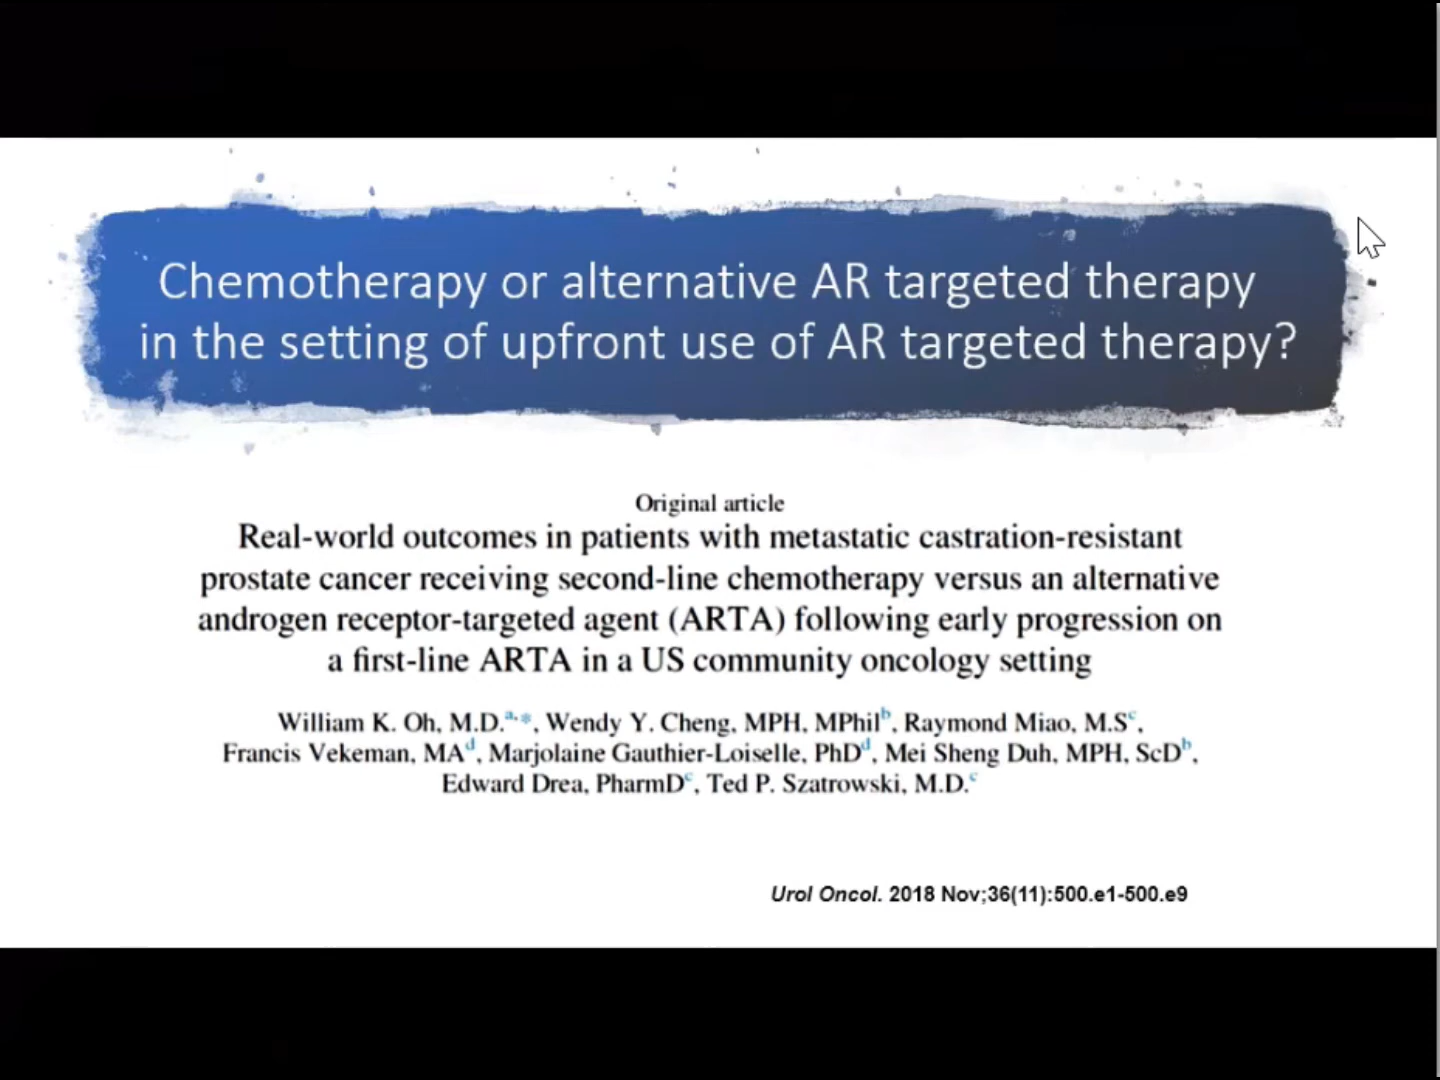 Chemotherapy or alternative AR targeted therapy
in the setting of upfront use of AR targeted therapy?
Original article
Real-world outcomes in patients with metastatic castration-resistant
prostate cancer receiving second-line chemotherapy versus an alternative
androgen receptor-targeted agent (ARTA) following early progression on
a first-line ARTA in a US community oncology setting
William K. Oh, M.D.a,*, Wendy Y. Cheng, MPH, MPhilb, Raymond Miao, M.Sc,
Francis Vekeman, MAd, Marjolaine Gauthier-Loiselle, PhDd, Mei Sheng Duh, MPH, ScDb,
Edward Drea, PharmDc, Ted P. Szatrowski, M.D.c
Urol Oncol. 2018 Nov;36(11):500.e1-500.e9